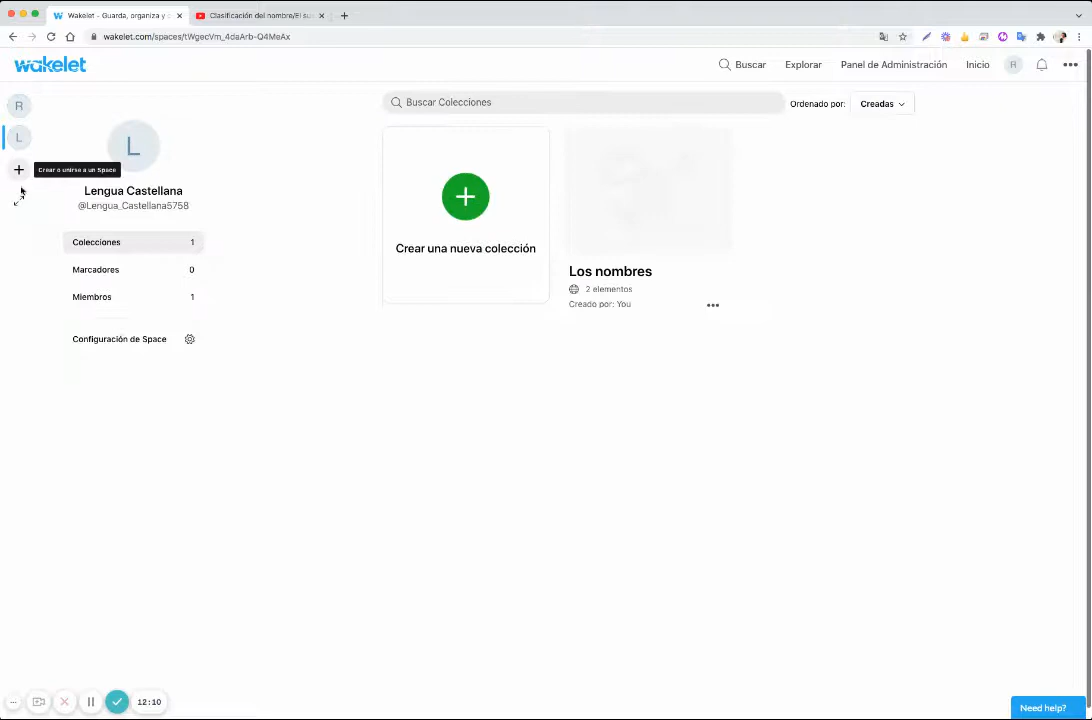 Wakelet - Guarda, organiza y
Clasificación del nombre/El su
wakelet.com/spaces/tWgecVm_4daArb-Q4MeAx
wakelet
Buscar
Explorar
Panel de Administración
Inicio
R
R
L
Crear o unirse a un Space
L
Lengua Castellana
@Lengua_Castellana5758
Colecciones 1
Marcadores 0
Miembros 1
Configuración de Space
Buscar Colecciones
Ordenado por:
Creadas
Crear una nueva colección
Los nombres
2 elementos
Creado por: You
12:10
Need help?